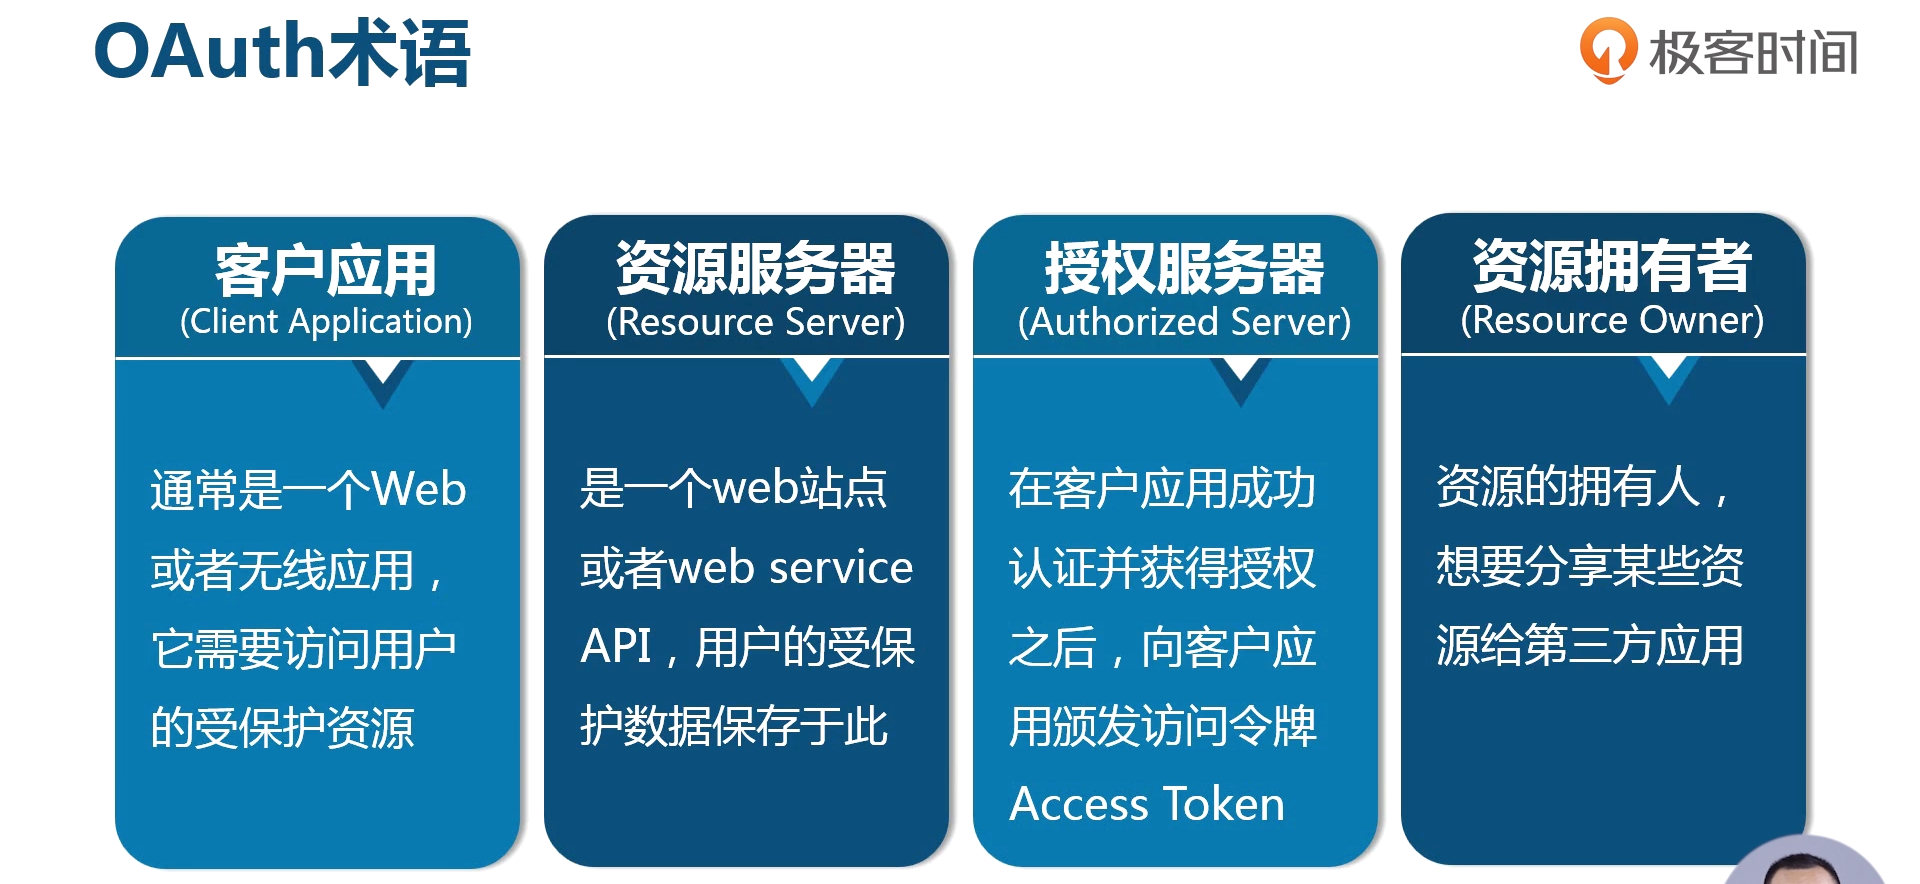 OAuth术语
极客时间
客户应用
(Client Application)
通常是一个Web
或者无线应用，
它需要访问用户
的受保护资源
资源服务器
(Resource Server)
是一个web站点
或者web service
API，用户的受保
护数据保存于此
授权服务器
(Authorized Server)
在客户应用成功
认证并获得授权
之后，向客户应
用颁发访问令牌
Access Token
资源拥有者
(Resource Owner)
资源的拥有人，
想要分享某些资
源给第三方应用